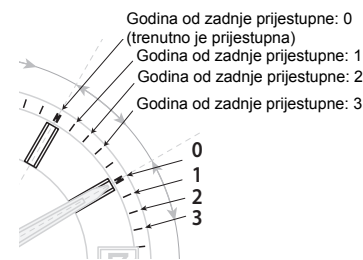 Godina od zadnje prijestupne: 0
(trenutno je prijestupna)
Godina od zadnje prijestupne: 1
Godina od zadnje prijestupne: 2
Godina od zadnje prijestupne: 3
0
1
2
3